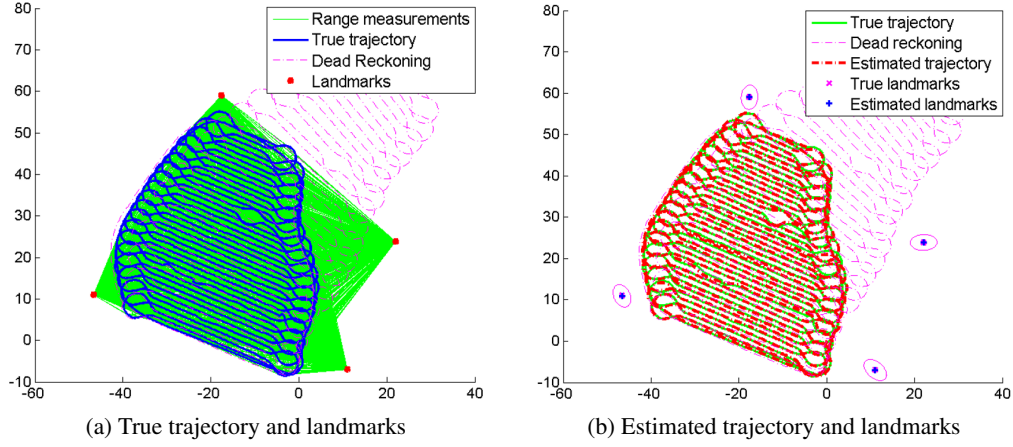 80
70
60
50
40
30
20
10
0
-10
-60
-40
-20
0
20
40
Range measurements
True trajectory
Dead Reckoning
Landmarks
(a) True trajectory and landmarks
80
70
60
50
40
30
20
10
0
-10
-60
-40
-20
0
20
40
True trajectory
Dead reckoning
Estimated trajectory
True landmarks
Estimated landmarks
(b) Estimated trajectory and landmarks